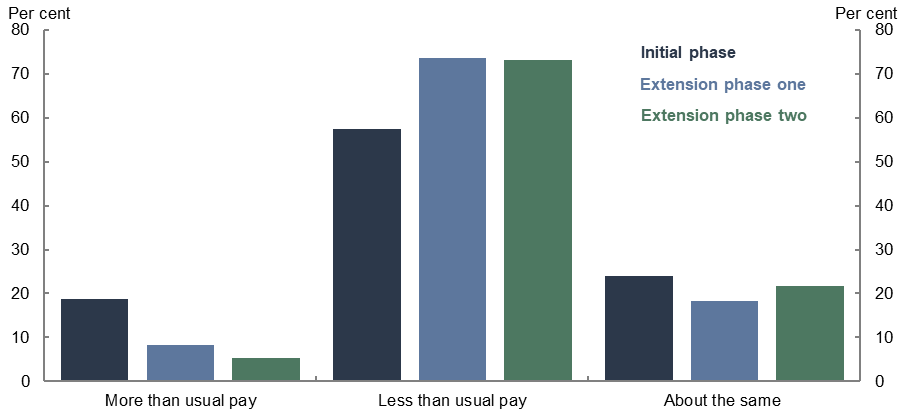 Per cent
Per cent
80
80
70
70
60
60
50
50
40
40
30
30
20
20
10
10
0
0
Initial phase
Extension phase one
Extension phase two
More than usual pay
Less than usual pay
About the same